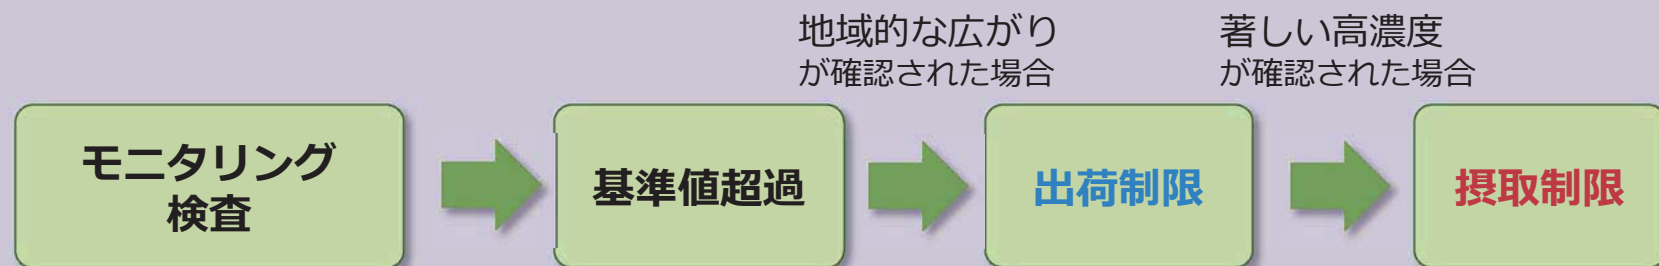 地域的な広がり
が確認された場合
著しい高濃度
が確認された場合
モニタリング
検査
基準値超過
出荷制限
摂取制限